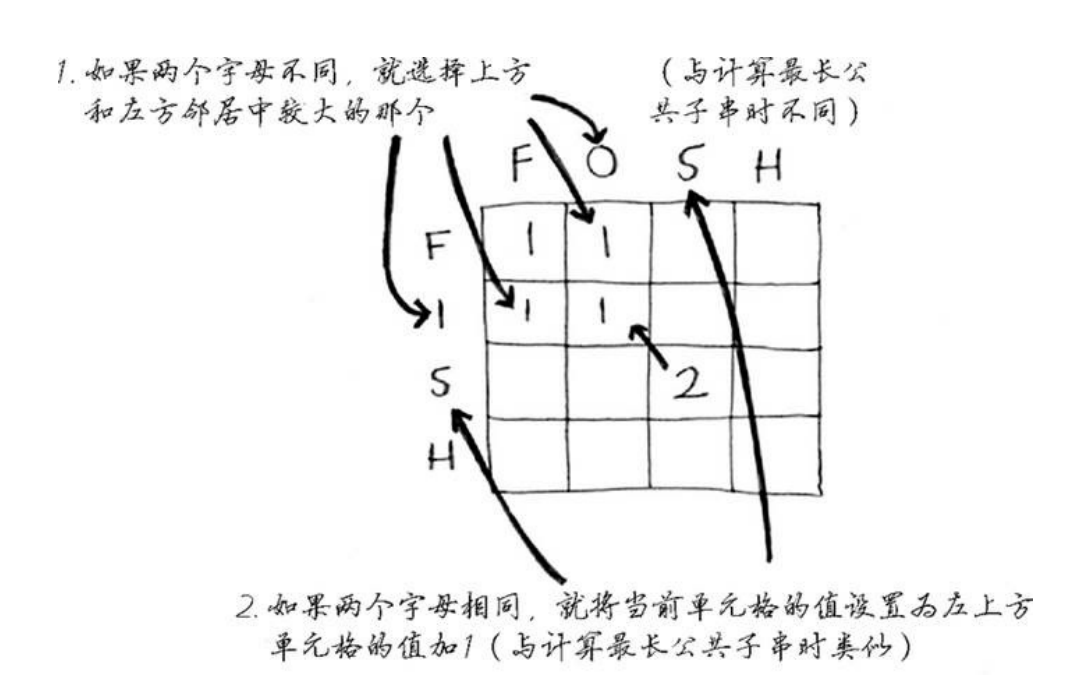 1. 如果两个字母不同，就选择上方
和左方邻居中较大的那个
（与计算最长公
共子串时不同）
F O S H
F 1 1
I 1 1
S 2
H
2. 如果两个字母相同，就将当前单元格的值设置为左上方
单元格的值加1（与计算最长公共子串时类似）